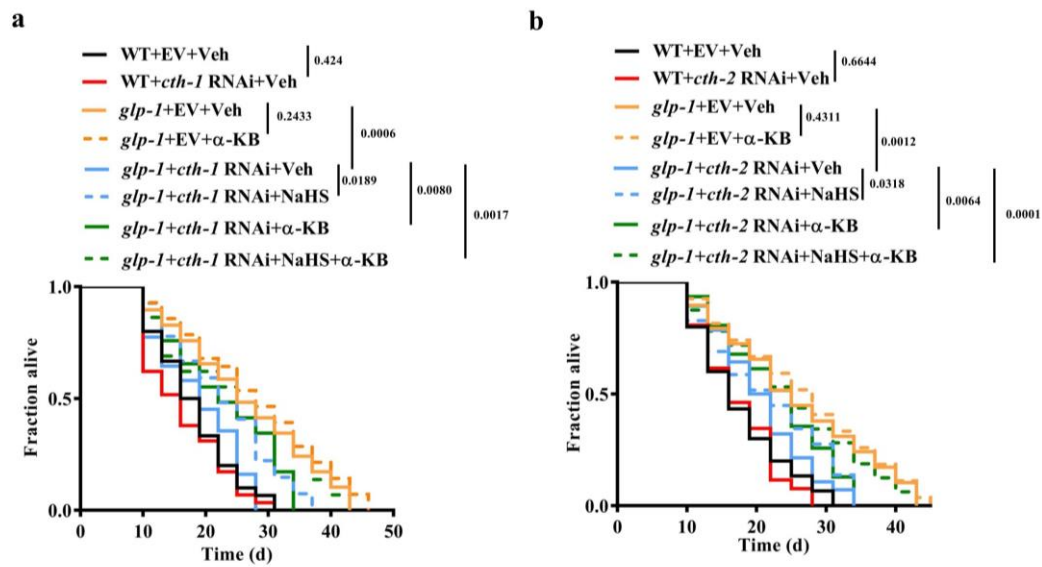 a
WT+EV+Veh
WT+cth-1 RNAi+Veh
0.424
glp-1+EV+Veh
glp-1+EV+α-KB
0.2433
0.0006
glp-1+cth-1 RNAi+Veh
glp-1+cth-1 RNAi+NaHS
0.0189
0.0080
0.0017
glp-1+cth-1 RNAi+α-KB
glp-1+cth-1 RNAi+NaHS+α-KB
Fraction alive
1.0
0.5
0.0
0 10 20 30 40 50
Time (d)
b
WT+EV+Veh
WT+cth-2 RNAi+Veh
0.6644
glp-1+EV+Veh
glp-1+EV+α-KB
0.4311
0.0012
glp-1+cth-2 RNAi+Veh
glp-1+cth-2 RNAi+NaHS
0.0318
0.0064
0.0001
glp-1+cth-2 RNAi+α-KB
glp-1+cth-2 RNAi+NaHS+α-KB
Fraction alive
1.0
0.5
0.0
0 10 20 30 40
Time (d)